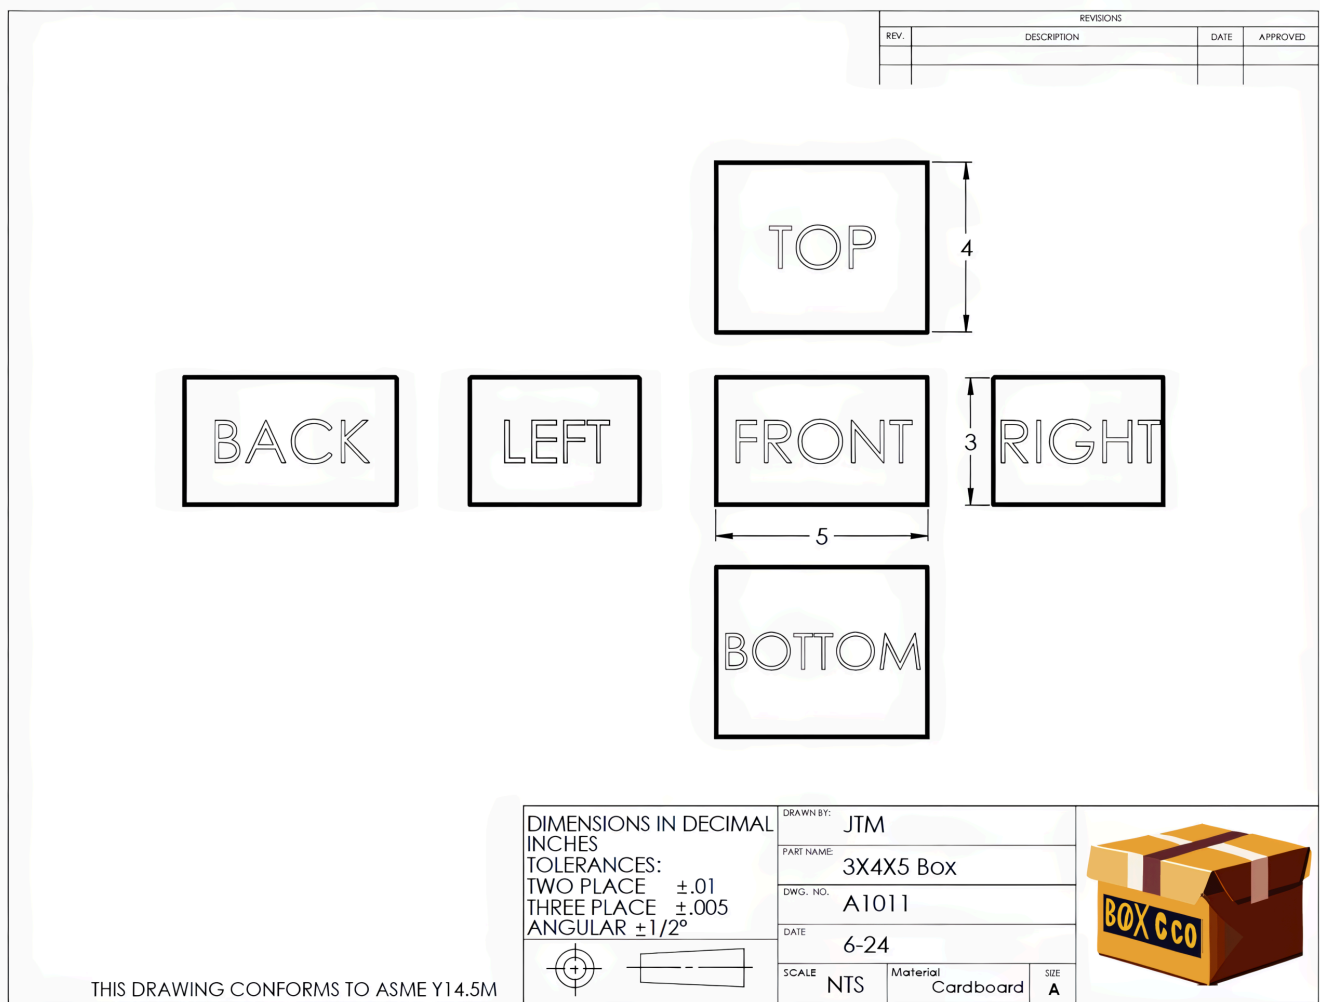 REVISIONS
REV. DESCRIPTION DATE APPROVED
TOP
4
BACK LEFT FRONT 3 RIGHT
5
BOTTOM
DIMENSIONS IN DECIMAL
INCHES
TOLERANCES:
TWO PLACE ±.01
THREE PLACE ±.005
ANGULAR ±1/2°
DRAWN BY: JTM
PART NAME: 3X4X5 Box
DWG. NO. A1011
DATE 6-24
SCALE NTS
Material Cardboard
SIZE A
BOX CCO
THIS DRAWING CONFORMS TO ASME Y14.5M